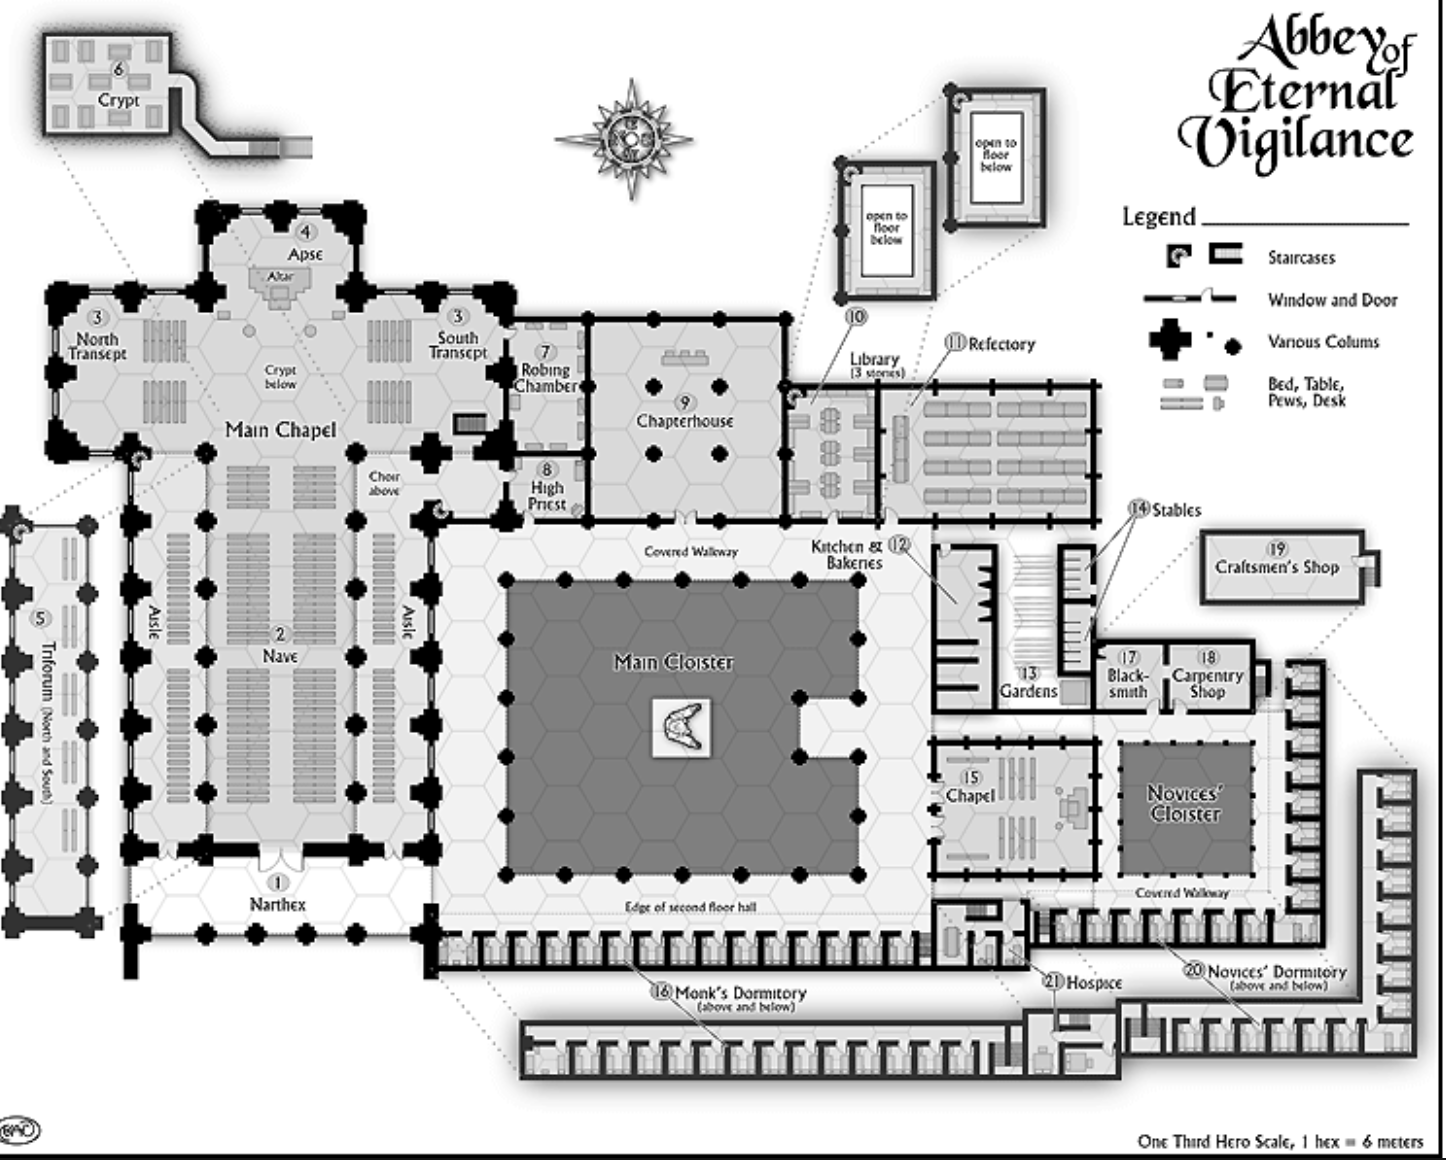 Abbey of
Eternal
Vigilance
Legend
Staircases
Window and Door
Various Colums
Bed, Table,
Pews, Desk
6
Crypt
open to
floor
below
open to
floor
below
4
Apse
Altar
3
North
Transept
3
South
Transept
Crypt
below
Main Chapel
7
Robing
Chamber
8
High
Priest
9
Chapterhouse
10
Library
(3 stories)
11 Refectory
Choir
above
Covered Walkway
Kitchen &
Bakeries
12
14 Stables
19
Craftsmen's Shop
5
Triforum (North and South)
Aisle
2
Nave
Aisle
Main Cloister
13
Gardens
17
Black-
smith
18
Carpentry
Shop
15
Chapel
Novices'
Cloister
Covered Walkway
1
Narthex
Edge of second floor hall
16 Monk's Dormitory
(above and below)
21 Hospice
20 Novices' Dormitory
(above and below)
One Third Hero Scale, 1 hex = 6 meters